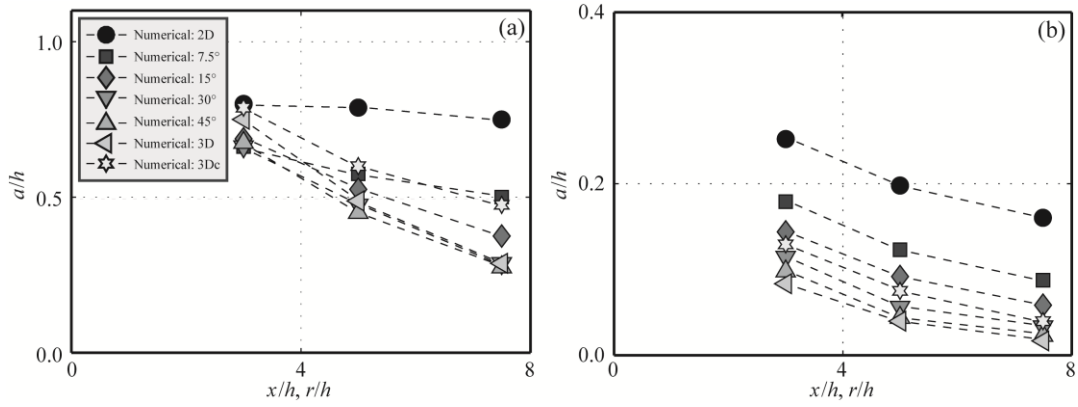 (a)
1.0
0.5
0.0
a/h
Numerical: 2D
Numerical: 7.5°
Numerical: 15°
Numerical: 30°
Numerical: 45°
Numerical: 3D
Numerical: 3Dc
0 4 8
x/h, r/h
(b)
0.4
0.2
0.0
a/h
0 4 8
x/h, r/h